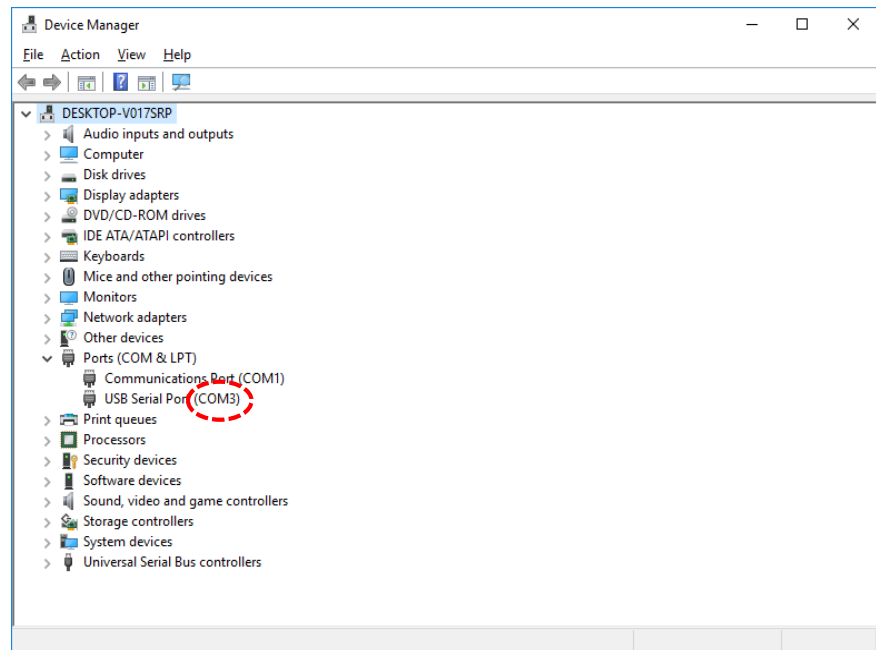 Device Manager
File Action View Help
DESKTOP-V017SRP
Audio inputs and outputs
Computer
Disk drives
Display adapters
DVD/CD-ROM drives
IDE ATA/ATAPI controllers
Keyboards
Mice and other pointing devices
Monitors
Network adapters
Other devices
Ports (COM & LPT)
Communications Port (COM1)
USB Serial Port (COM3)
Print queues
Processors
Security devices
Software devices
Sound, video and game controllers
Storage controllers
System devices
Universal Serial Bus controllers